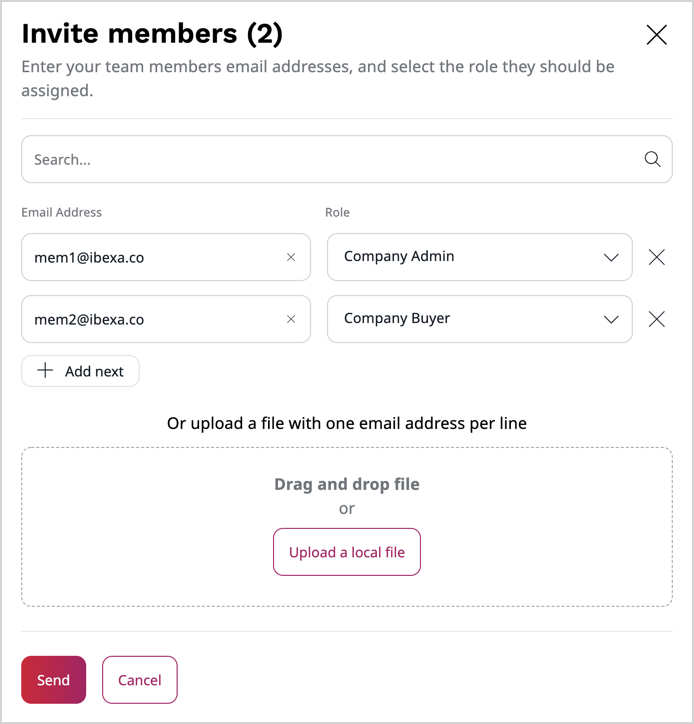 Invite members (2)
Enter your team members email addresses, and select the role they should be
assigned.
Search...
Email Address Role
mem1@ibexa.co Company Admin
mem2@ibexa.co Company Buyer
Add next
Or upload a file with one email address per line
Drag and drop file
or
Upload a local file
Send Cancel